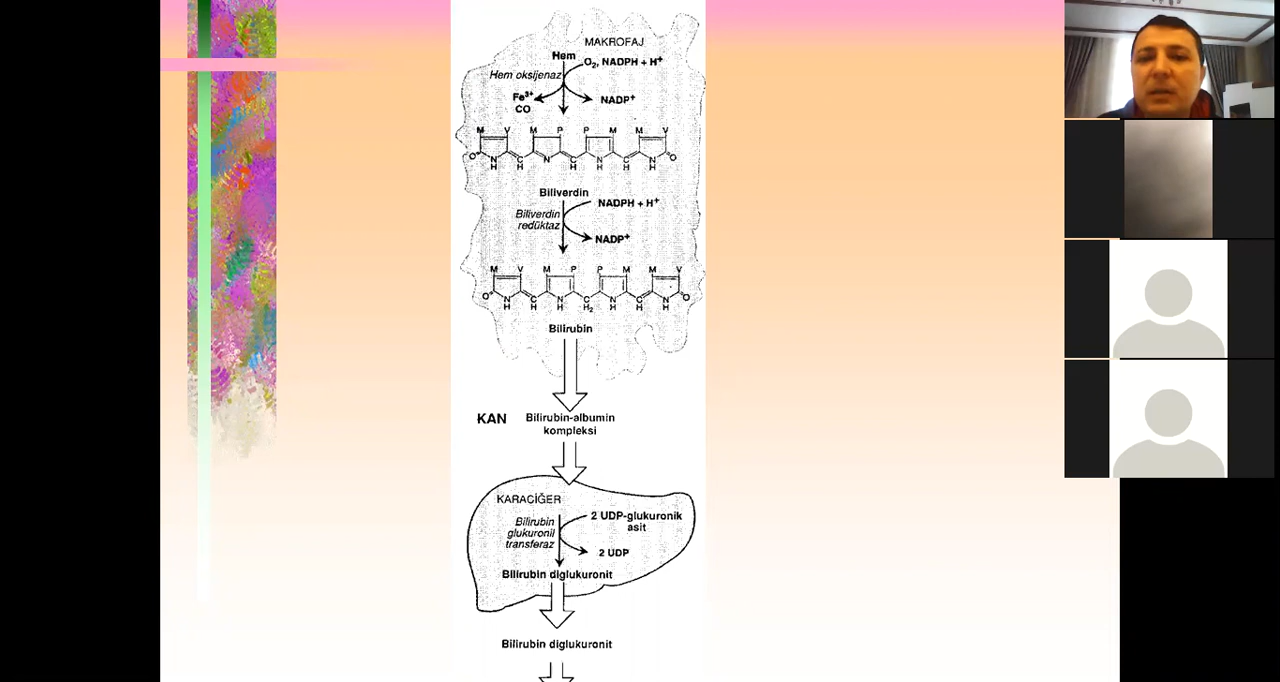 MAKROFAJ
Hem
O₂, NADPH + H⁺
Hem oksijenaz
Fe³⁺
CO
NADP⁺
M V M P P M M V
O N H C H N C H N H C H N H O
Biliverdin
NADPH + H⁺
Biliverdin
redüktaz
NADP⁺
M V M P P M M V
O N H C H N H C H₂ N H C H N H O
Bilirubin
KAN
Bilirubin-albumin
kompleksi
KARACİĞER
2 UDP-glukuronik
asit
Bilirubin
glukuronil
transferaz
2 UDP
Bilirubin diglukuronit
Bilirubin diglukuronit